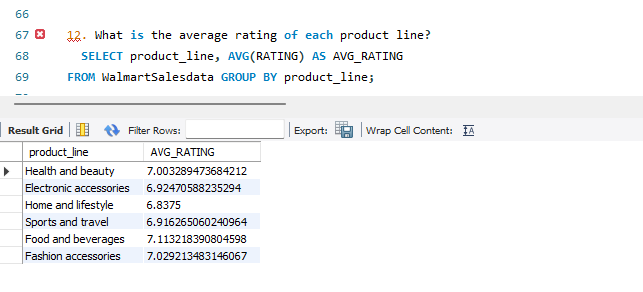 66
67 12. What is the average rating of each product line?
68 SELECT product_line, AVG(RATING) AS AVG_RATING
69 FROM WalmartSalesdata GROUP BY product_line;
Result Grid Filter Rows: Export: Wrap Cell Content: IA
product_line AVG_RATING
Health and beauty 7.003289473684212
Electronic accessories 6.92470588235294
Home and lifestyle 6.8375
Sports and travel 6.916265060240964
Food and beverages 7.113218390804598
Fashion accessories 7.029213483146067